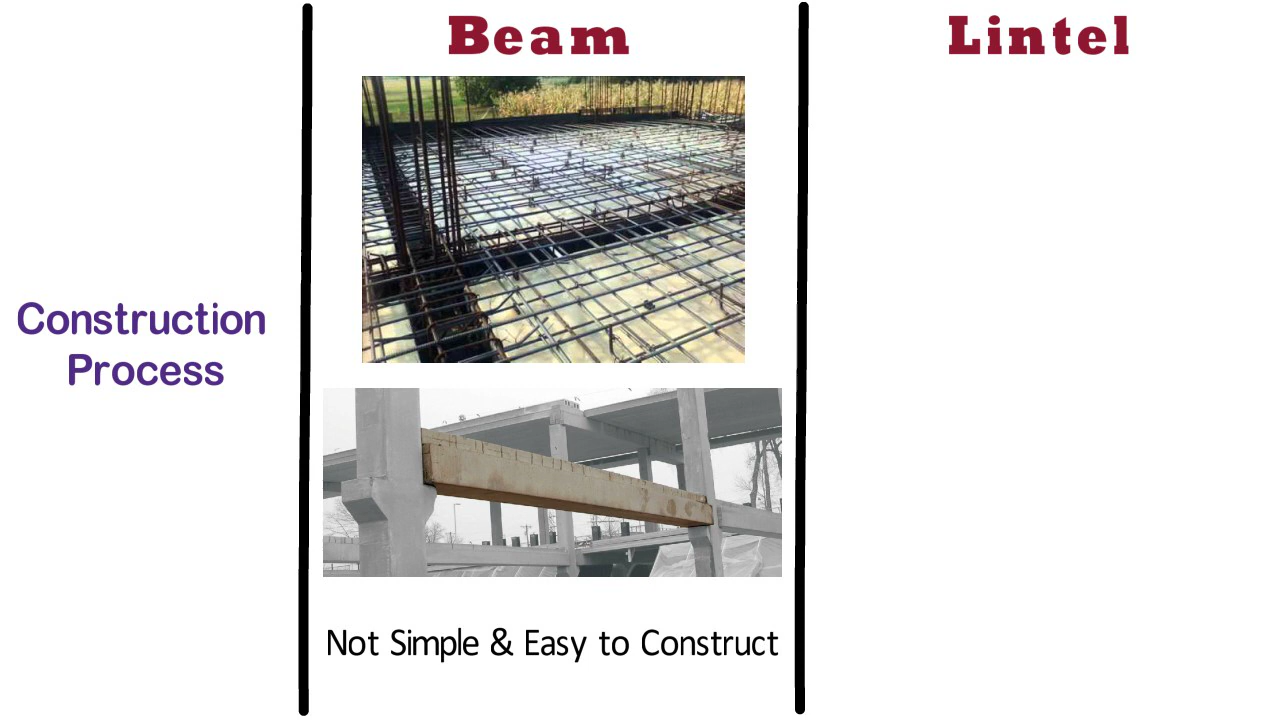 Beam
Lintel
Construction
Process
Not Simple & Easy to Construct